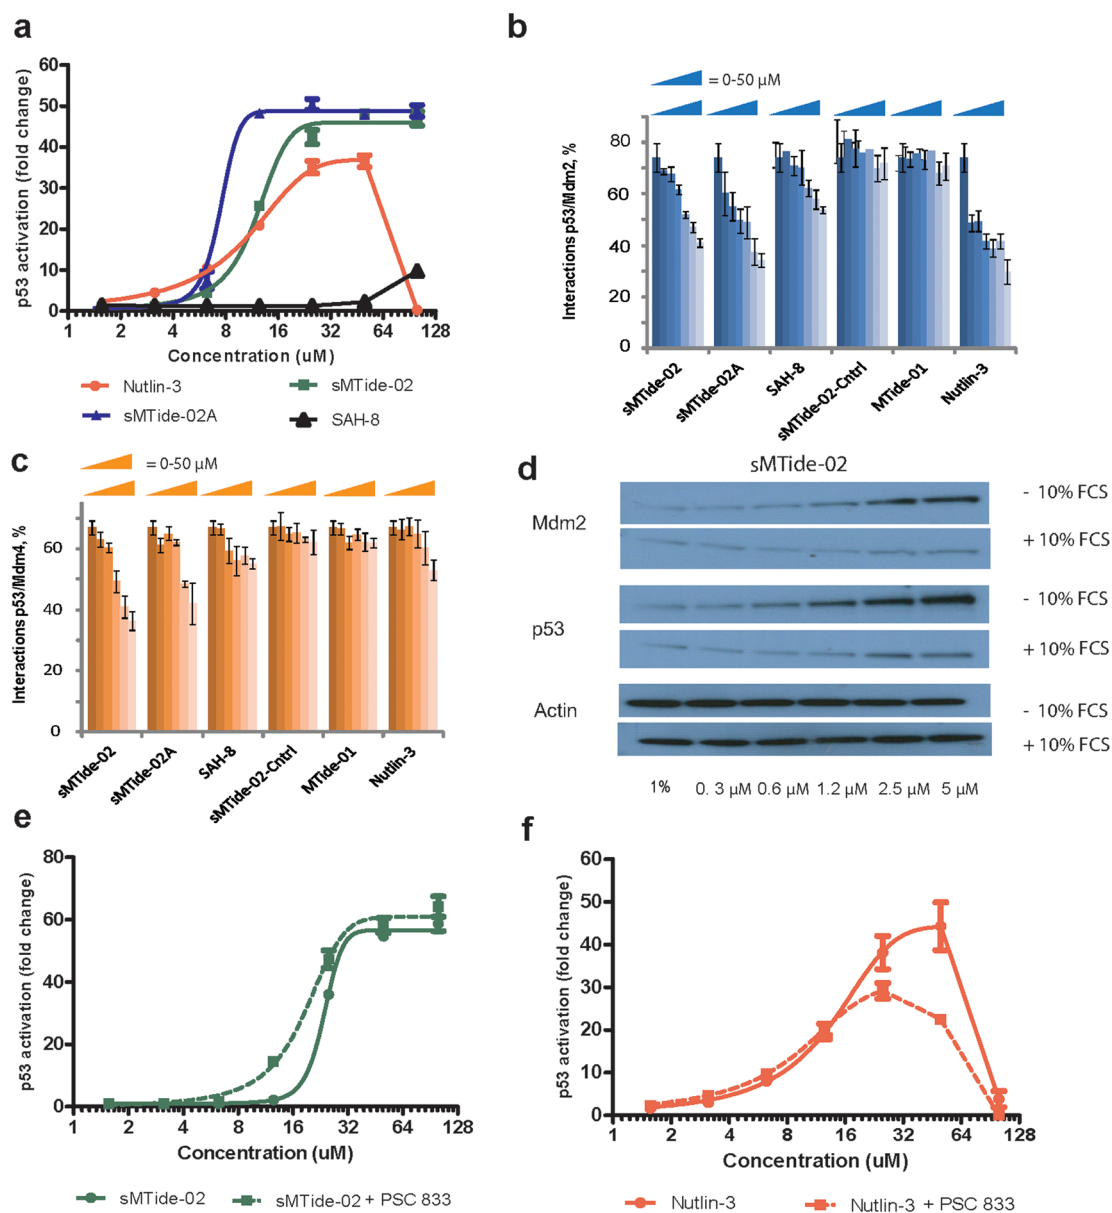 a
p53 activation (fold change)
60
50
40
30
20
10
0
1 2 4 8 16 32 64 128
Concentration (uM)
Nutlin-3
sMTide-02
sMTide-02A
SAH-8
b
= 0-50 µM
Interactions p53/Mdm2, %
80
60
40
20
0
sMTide-02
sMTide-02A
SAH-8
sMTide-02-Cntrl
MTide-01
Nutlin-3
c
= 0-50 µM
Interactions p53/Mdm4, %
60
40
20
0
sMTide-02
sMTide-02A
SAH-8
sMTide-02-Cntrl
MTide-01
Nutlin-3
d
sMTide-02
Mdm2
- 10% FCS
+ 10% FCS
p53
- 10% FCS
+ 10% FCS
Actin
- 10% FCS
+ 10% FCS
1% 0. 3 µM 0.6 µM 1.2 µM 2.5 µM 5 µM
e
p53 activation (fold change)
80
60
40
20
0
1 2 4 8 16 32 64 128
Concentration (uM)
sMTide-02
sMTide-02 + PSC 833
f
p53 activation (fold change)
60
50
40
30
20
10
0
1 2 4 8 16 32 64 128
Concentration (uM)
Nutlin-3
Nutlin-3 + PSC 833